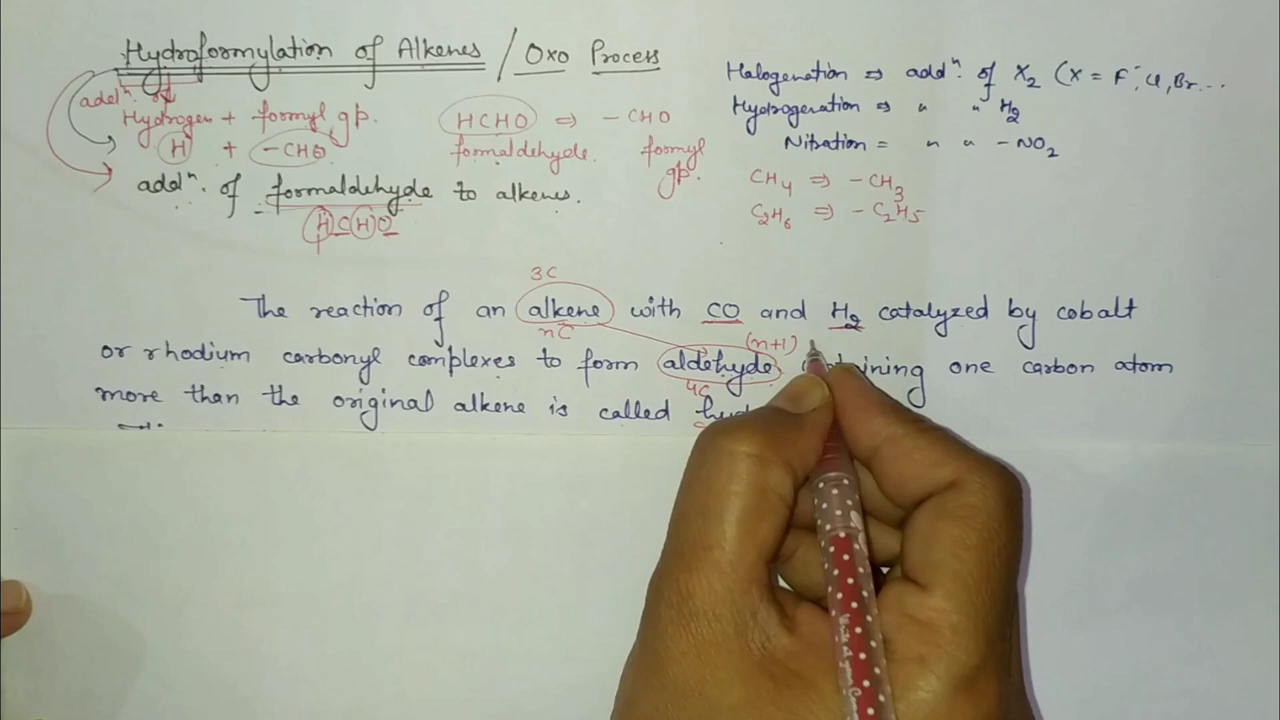 Hydroformylation of Alkenes / Oxo Process
addn. of
Hydrogen + formyl gp.
H + -CHO
HCHO ⇒ -CHO
formaldehyde. formyl gp.
addn. of formaldehyde to alkenes.
HCHO
Halogenation ⇒ addn. of X2 (X = F, Cl, Br...
Hydrogenation ⇒ " " H2
Nitration = " " -NO2
CH4 ⇒ -CH3
C2H6 ⇒ -C2H5
3C
The reaction of an alkene with CO and H2 catalyzed by cobalt
nC (n+1)
or rhodium carbonyl complexes to form aldehyde one carbon atom
4C
more than the original alkene is called